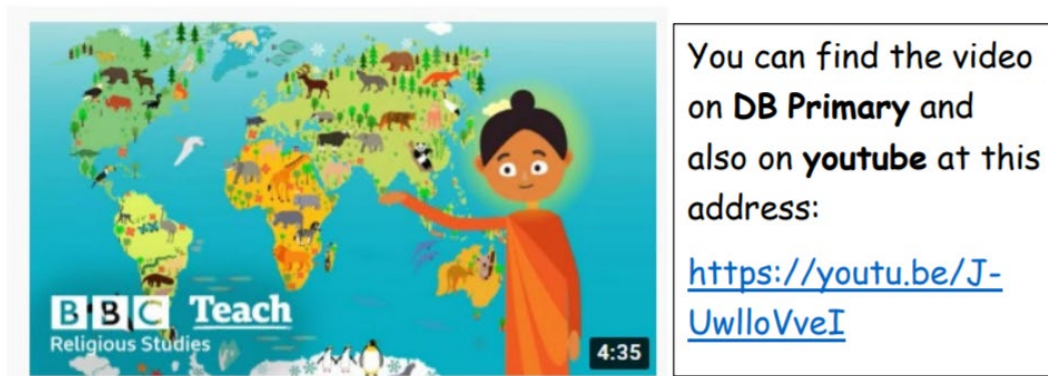 BBC Teach
Religious Studies
4:35
You can find the video
on DB Primary and
also on youtube at this
address:
https://youtu.be/J-
UwlloVveI